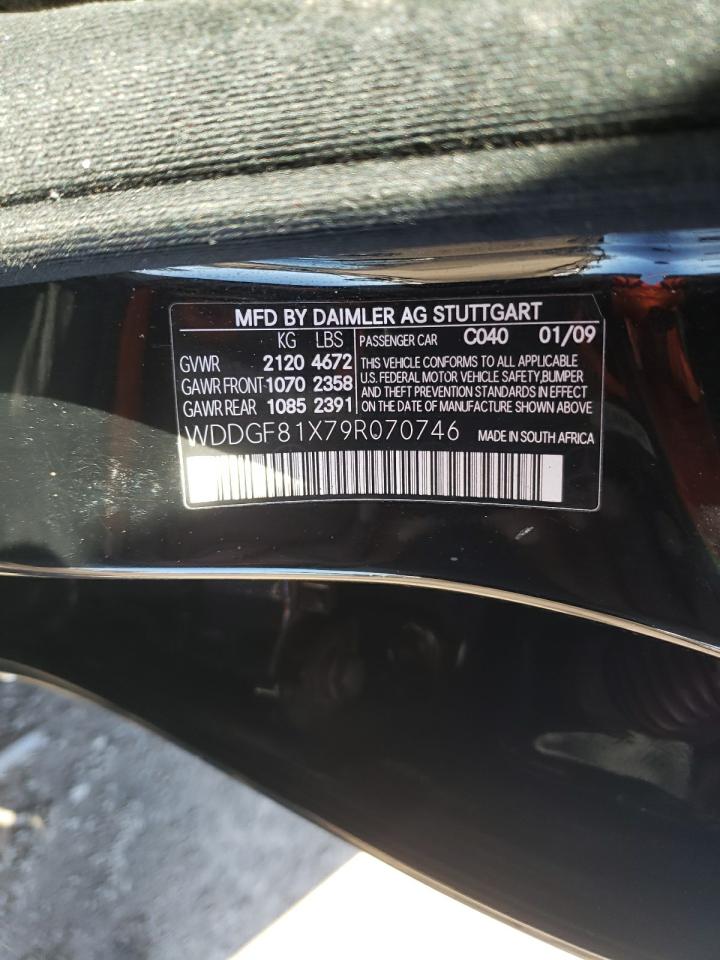 MFD BY DAIMLER AG STUTTGART
KG LBS PASSENGER CAR C040 01/09
GVWR 2120 4672
GAWR FRONT 1070 2358
GAWR REAR 1085 2391
THIS VEHICLE CONFORMS TO ALL APPLICABLE
U.S. FEDERAL MOTOR VEHICLE SAFETY,BUMPER
AND THEFT PREVENTION STANDARDS IN EFFECT
ON THE DATE OF MANUFACTURE SHOWN ABOVE
WDDGF81X79R070746 MADE IN SOUTH AFRICA